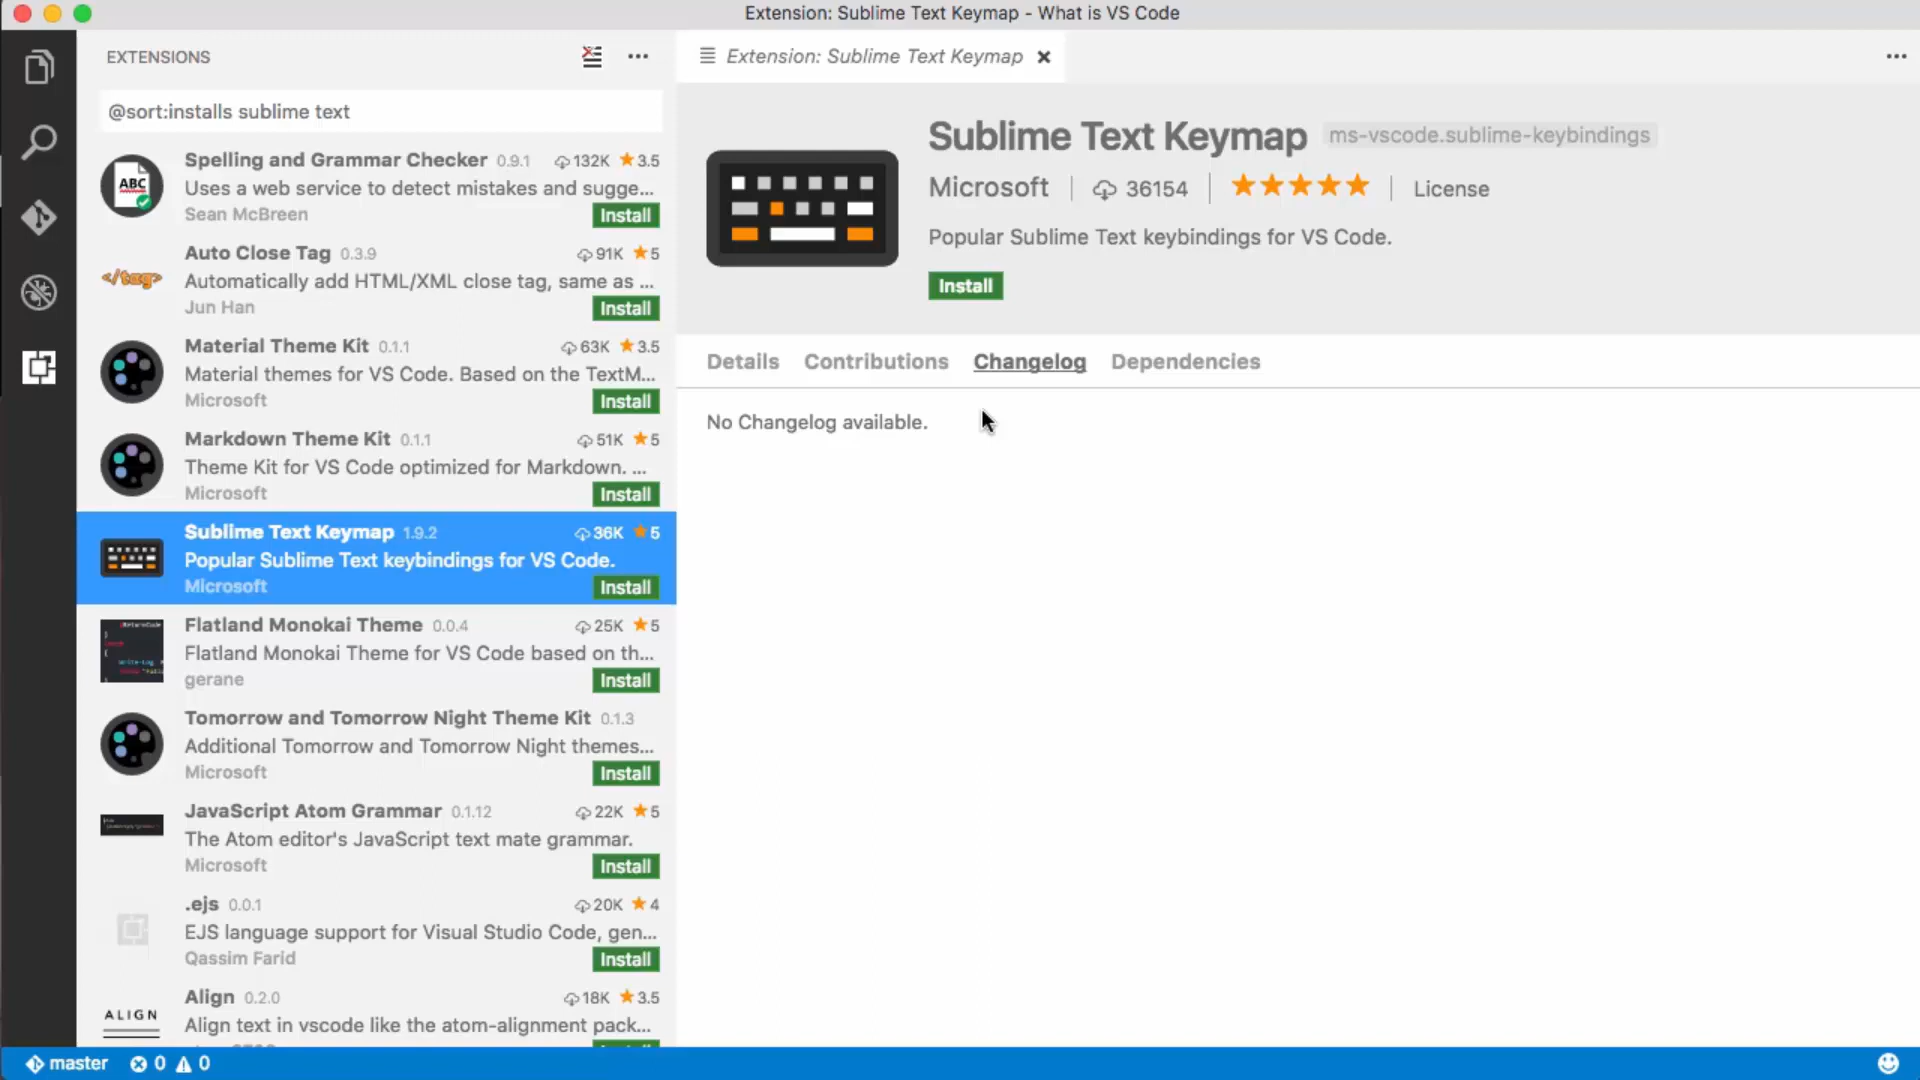 Extension: Sublime Text Keymap - What is VS Code
EXTENSIONS
Extension: Sublime Text Keymap
@sort:installs sublime text
ABC
Spelling and Grammar Checker 0.9.1 132K 3.5
Uses a web service to detect mistakes and sugge...
Sean McBreen Install
</tag>
Auto Close Tag 0.3.9 91K 5
Automatically add HTML/XML close tag, same as ...
Jun Han Install
Material Theme Kit 0.1.1 63K 3.5
Material themes for VS Code. Based on the TextM...
Microsoft Install
Markdown Theme Kit 0.1.1 51K 5
Theme Kit for VS Code optimized for Markdown. ...
Microsoft Install
Sublime Text Keymap 1.9.2 36K 5
Popular Sublime Text keybindings for VS Code.
Microsoft Install
Flatland Monokai Theme 0.0.4 25K 5
Flatland Monokai Theme for VS Code based on th...
gerane Install
Tomorrow and Tomorrow Night Theme Kit 0.1.3
Additional Tomorrow and Tomorrow Night themes...
Microsoft Install
JavaScript Atom Grammar 0.1.12 22K 5
The Atom editor's JavaScript text mate grammar.
Microsoft Install
.ejs 0.0.1 20K 4
EJS language support for Visual Studio Code, gen...
Qassim Farid Install
ALIGN
Align 0.2.0 18K 3.5
Align text in vscode like the atom-alignment pack...
Sublime Text Keymap ms-vscode.sublime-keybindings
Microsoft 36154 License
Popular Sublime Text keybindings for VS Code.
Install
Details Contributions Changelog Dependencies
No Changelog available.
master 0 0